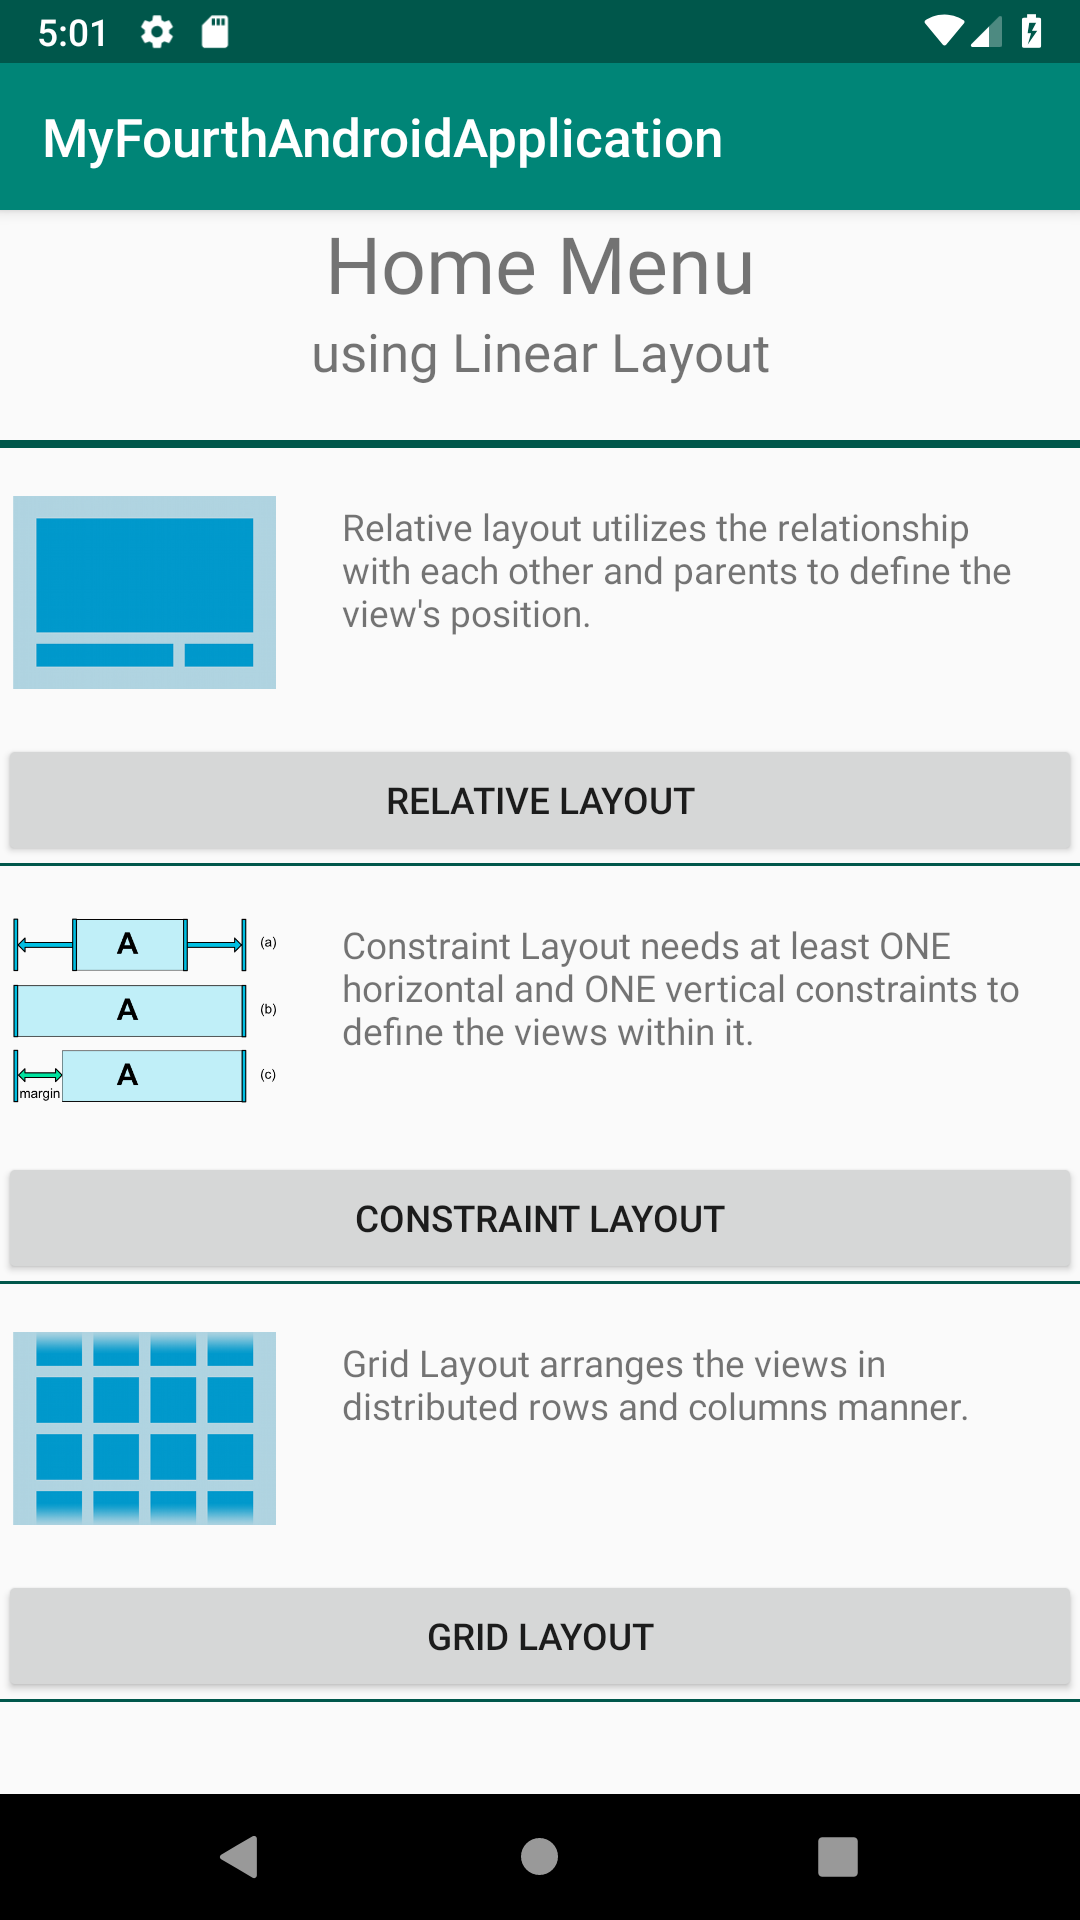 5:01
MyFourthAndroidApplication
Home Menu
using Linear Layout
Relative layout utilizes the relationship
with each other and parents to define the
view's position.
RELATIVE LAYOUT
A (a)
A (b)
A (c)
margin
Constraint Layout needs at least ONE
horizontal and ONE vertical constraints to
define the views within it.
CONSTRAINT LAYOUT
Grid Layout arranges the views in
distributed rows and columns manner.
GRID LAYOUT